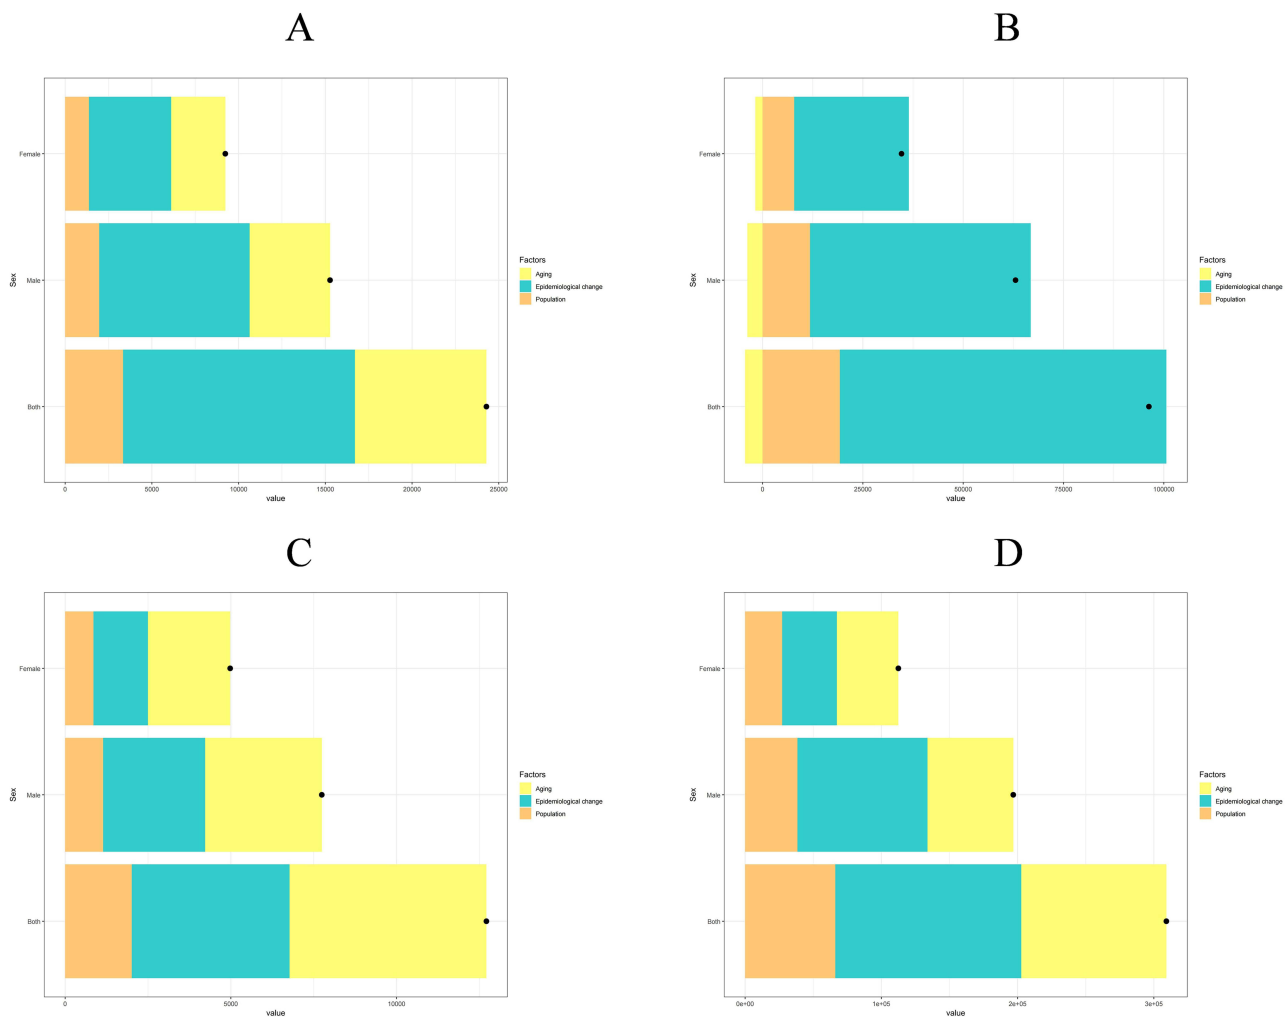 A
Female
Male
Both
Sex
0 5000 10000 15000 20000 25000
value
Factors
Aging
Epidemiological change
Population
B
Female
Male
Both
Sex
0 25000 50000 75000 100000
value
Factors
Aging
Epidemiological change
Population
C
Female
Male
Both
Sex
0 5000 10000
value
Factors
Aging
Epidemiological change
Population
D
Female
Male
Both
Sex
0e+00 1e+05 2e+05 3e+05
value
Factors
Aging
Epidemiological change
Population